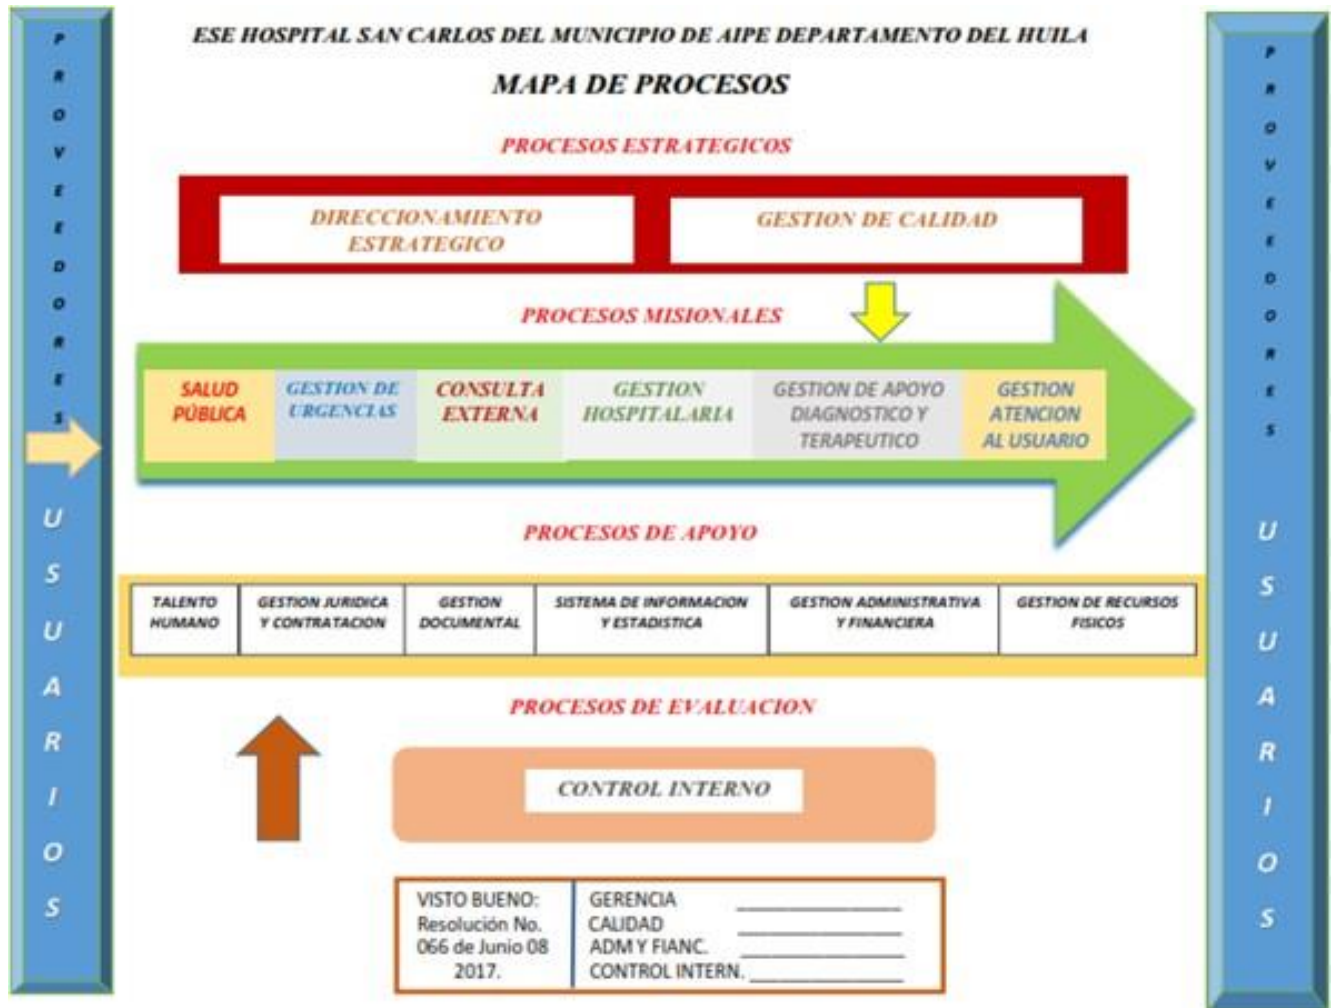 ESE HOSPITAL SAN CARLOS DEL MUNICIPIO DE AIPE DEPARTAMENTO DEL HUILA
MAPA DE PROCESOS
PROVEEDORES
USUARIOS
PROCESOS ESTRATEGICOS
DIRECCIONAMIENTO
ESTRATEGICO
GESTION DE CALIDAD
PROCESOS MISIONALES
SALUD
PÚBLICA
GESTION DE
URGENCIAS
CONSULTA
EXTERNA
GESTION
HOSPITALARIA
GESTION DE APOYO
DIAGNOSTICO Y
TERAPEUTICO
GESTION
ATENCION
AL USUARIO
PROCESOS DE APOYO
TALENTO
HUMANO
GESTION JURIDICA
Y CONTRATACION
GESTION
DOCUMENTAL
SISTEMA DE INFORMACION
Y ESTADISTICA
GESTION ADMINISTRATIVA
Y FINANCIERA
GESTION DE RECURSOS
FISICOS
PROCESOS DE EVALUACION
CONTROL INTERNO
VISTO BUENO:
Resolución No.
066 de Junio 08
2017.
GERENCIA
CALIDAD
ADM Y FIANC.
CONTROL INTERN.
PROVEEDORES
USUARIOS